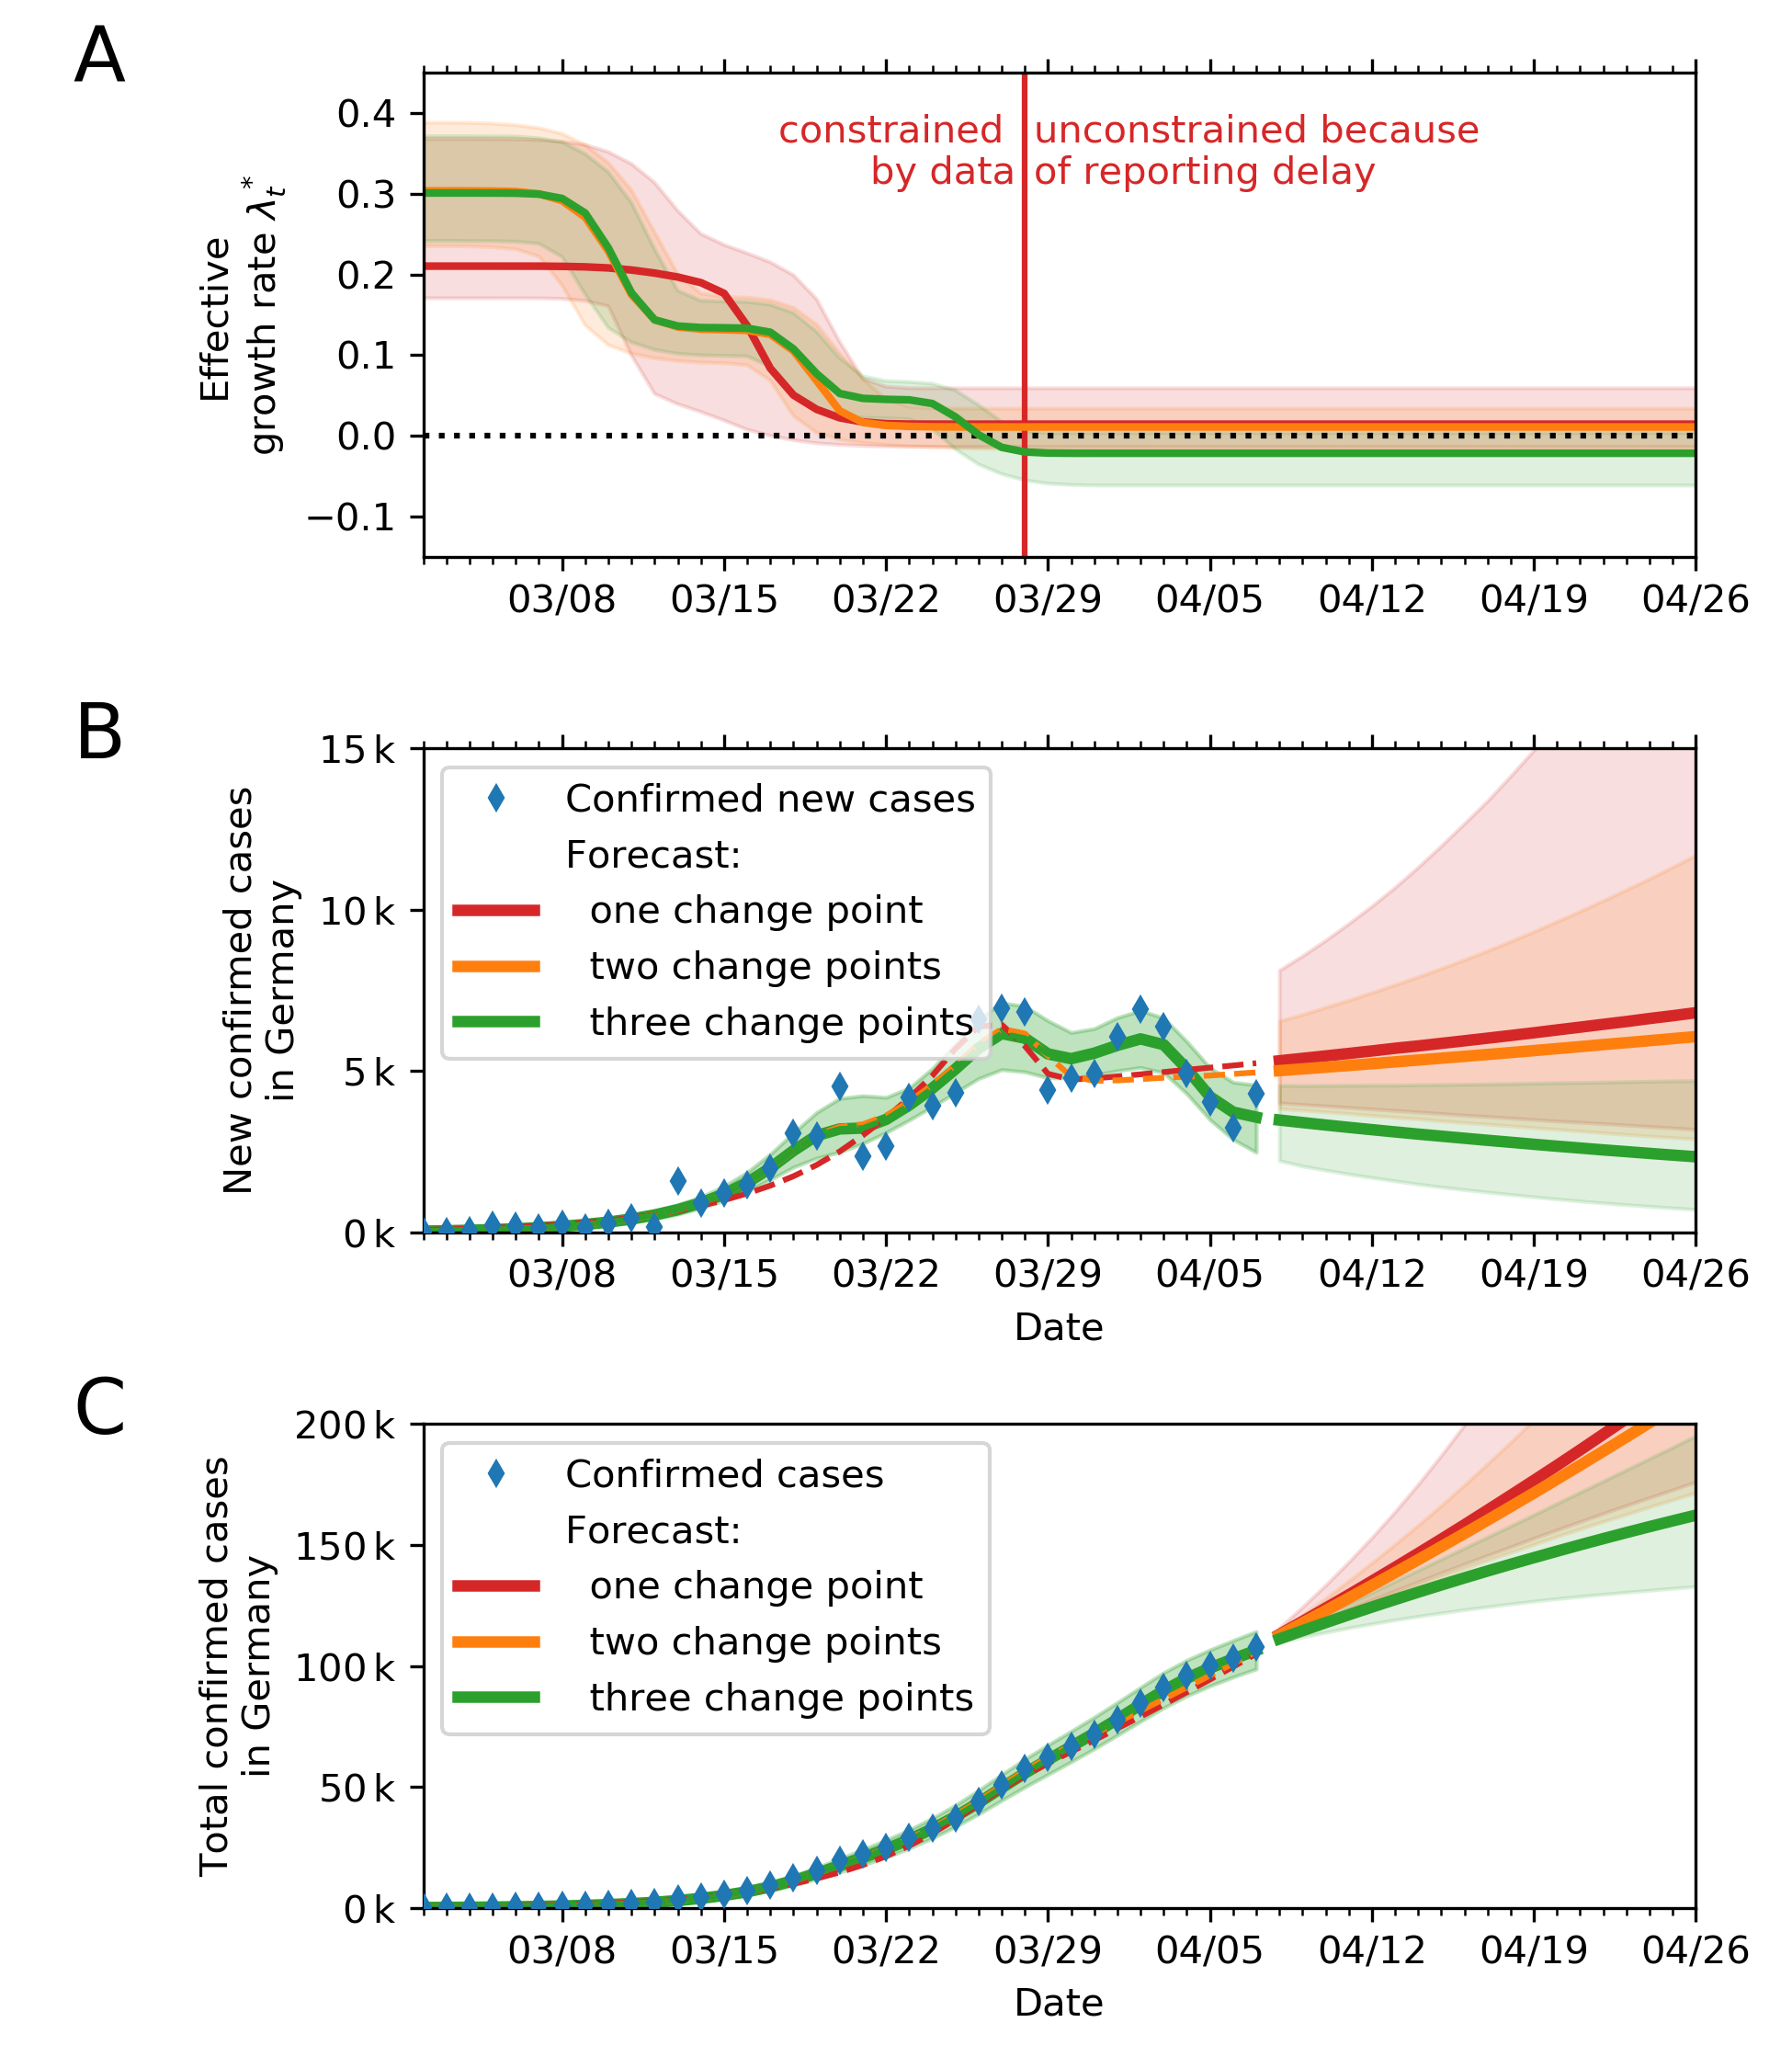 A
Effective
growth rate λ*t
0.4
0.3
0.2
0.1
0.0
−0.1
constrained
by data
unconstrained because
of reporting delay
03/08 03/15 03/22 03/29 04/05 04/12 04/19 04/26
B
New confirmed cases
in Germany
15 k
10 k
5 k
0 k
Confirmed new cases
Forecast:
one change point
two change points
three change points
03/08 03/15 03/22 03/29 04/05 04/12 04/19 04/26
Date
C
Total confirmed cases
in Germany
200 k
150 k
100 k
50 k
0 k
Confirmed cases
Forecast:
one change point
two change points
three change points
03/08 03/15 03/22 03/29 04/05 04/12 04/19 04/26
Date